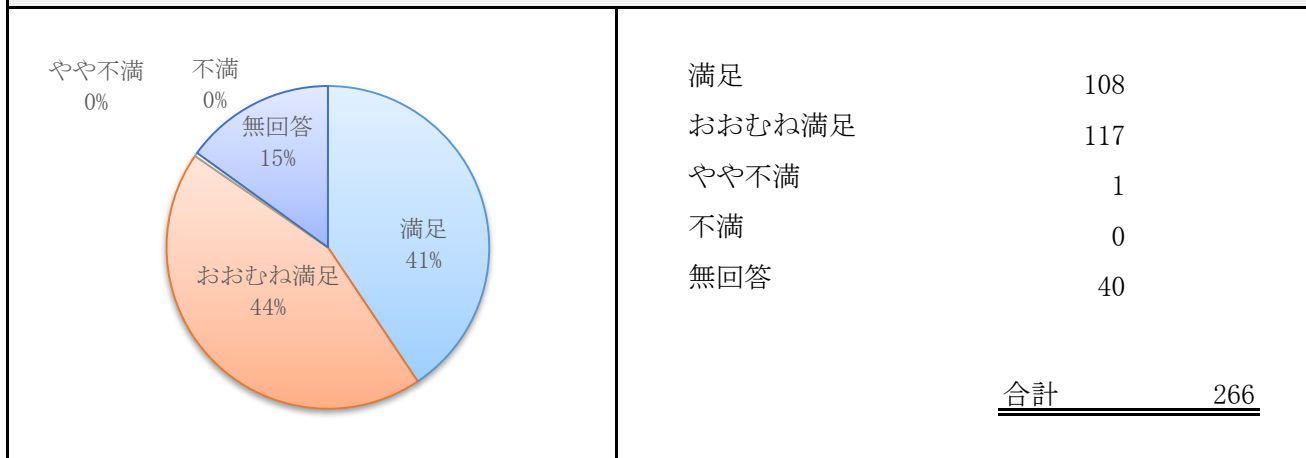 やや不満
0%
不満
0%
無回答
15%
満足
41%
おおむね満足
44%
満足 108
おおむね満足 117
やや不満 1
不満 0
無回答 40
合計 266